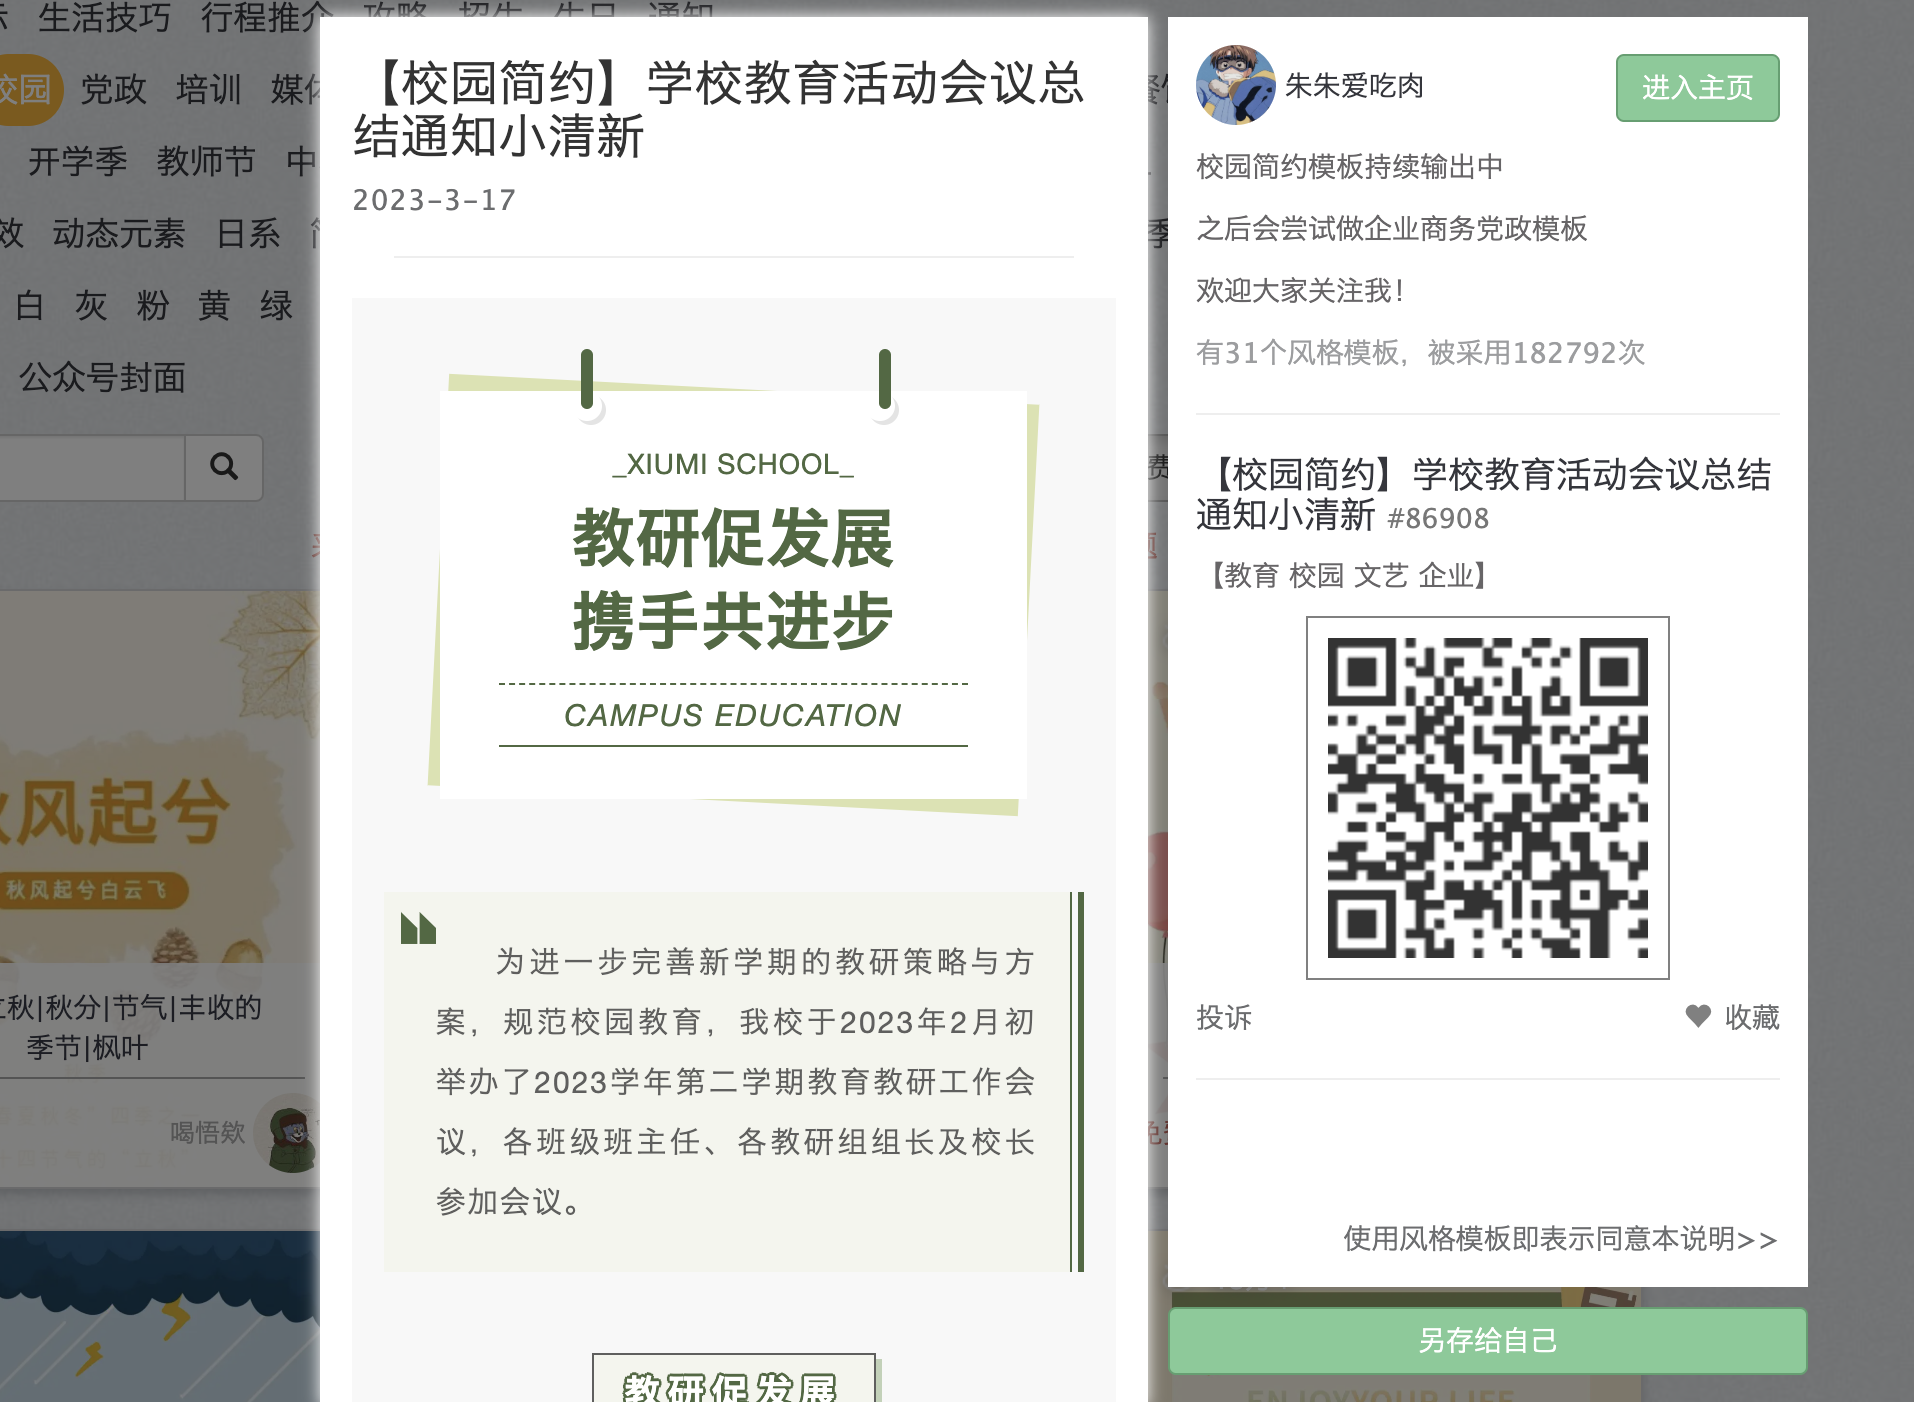 生活技巧 行程推介 攻略 招生 生日 通知
校园 党政 培训
开学季 教师节 中
效 动态元素 日系
白 灰 粉 黄 绿
公众号封面
秋风起兮
秋风起兮白云飞
立秋|秋分|节气|丰收的
季节|枫叶
喝悟欸
【校园简约】学校教育活动会议总
结通知小清新
2023-3-17
_XIUMI SCHOOL_
教研促发展
携手共进步
CAMPUS EDUCATION
为进一步完善新学期的教研策略与方
案，规范校园教育，我校于2023年2月初
举办了2023学年第二学期教育教研工作会
议，各班级班主任、各教研组组长及校长
参加会议。
教研促发展
朱朱爱吃肉
进入主页
校园简约模板持续输出中
之后会尝试做企业商务党政模板
欢迎大家关注我！
有31个风格模板，被采用182792次
【校园简约】学校教育活动会议总结
通知小清新 #86908
【教育 校园 文艺 企业】
投诉
收藏
使用风格模板即表示同意本说明>>
另存给自己
ENJOYYOUR LIFE